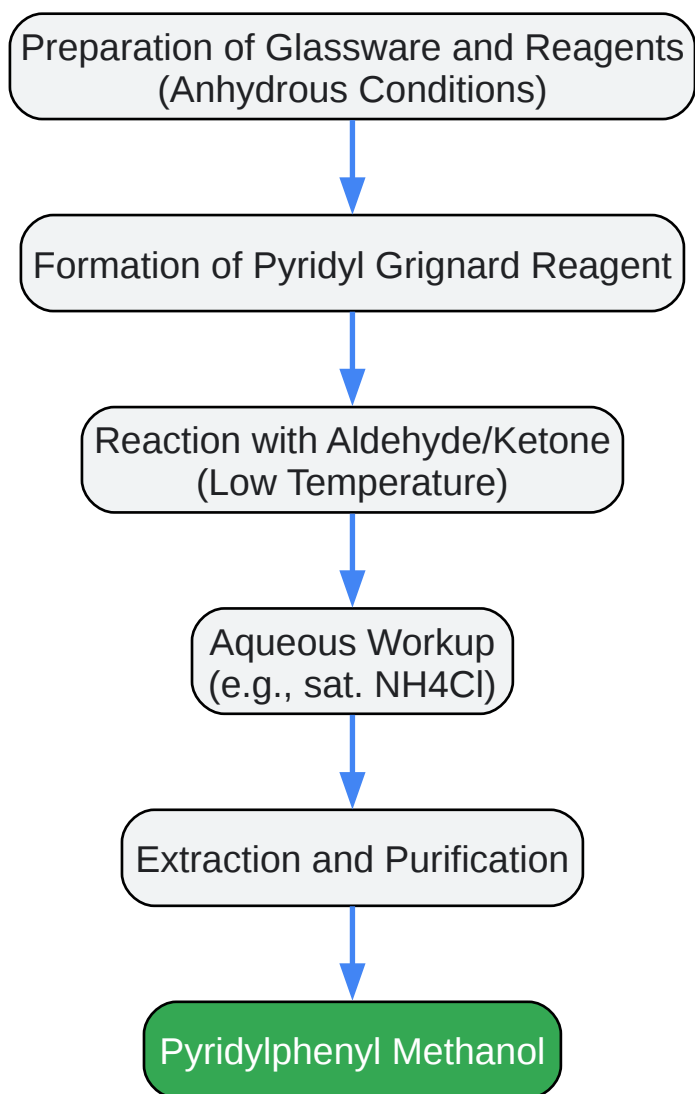 Preparation of Glassware and Reagents
(Anhydrous Conditions)
Formation of Pyridyl Grignard Reagent
Reaction with Aldehyde/Ketone
(Low Temperature)
Aqueous Workup
(e.g., sat. NH4Cl)
Extraction and Purification
Pyridylphenyl Methanol